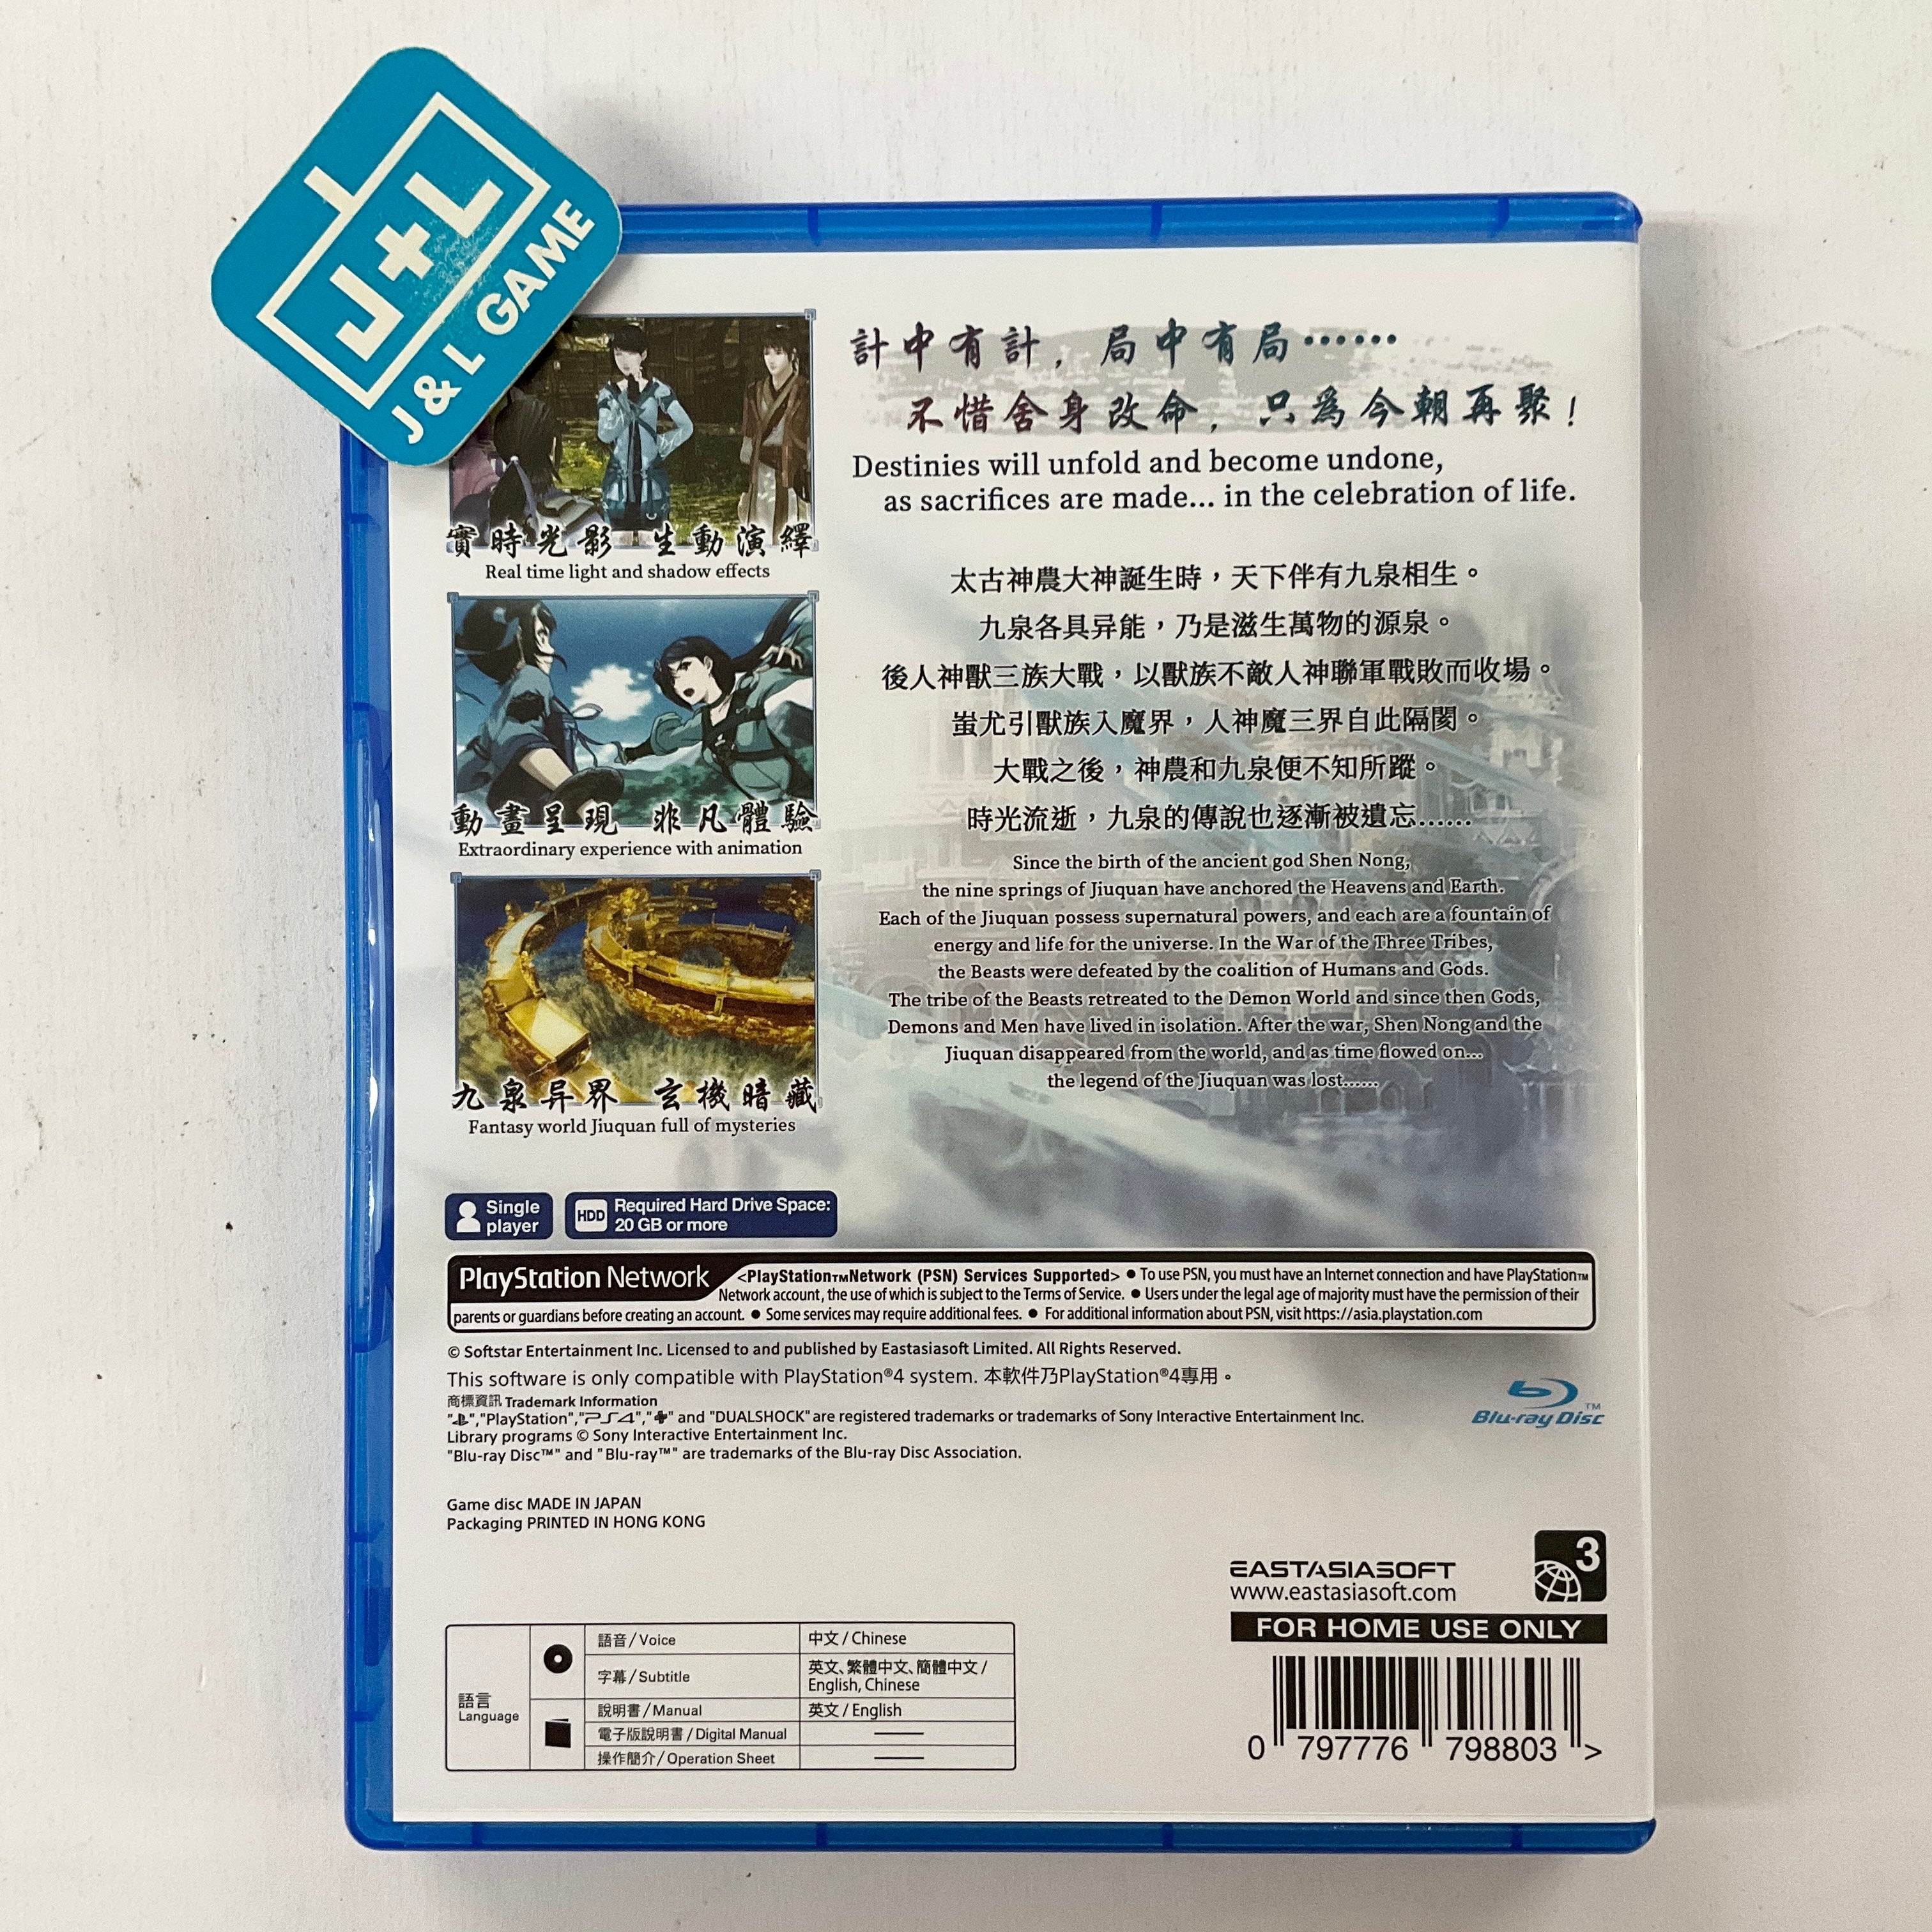 J+L
J & L GAME
計中有計，局中有局……
不惜舍身改命，只爲今朝再聚！
Destinies will unfold and become undone,
as sacrifices are made... in the celebration of life.
實時光影 生動演繹
Real time light and shadow effects
動畫呈現 非凡體驗
Extraordinary experience with animation
九泉异界 玄機暗藏
Fantasy world Jiuquan full of mysteries
太古神農大神誕生時，天下伴有九泉相生。
九泉各具异能，乃是滋生萬物的源泉。
後人神獸三族大戰，以獸族不敵人神聯軍戰敗而收場。
蚩尤引獸族入魔界，人神魔三界自此隔閡。
大戰之後，神農和九泉便不知所蹤。
時光流逝，九泉的傳說也逐漸被遺忘......
Since the birth of the ancient god Shen Nong,
the nine springs of Jiuquan have anchored the Heavens and Earth.
Each of the Jiuquan possess supernatural powers, and each are a fountain of
energy and life for the universe. In the War of the Three Tribes,
the Beasts were defeated by the coalition of Humans and Gods.
The tribe of the Beasts retreated to the Demon World and since then Gods,
Demons and Men have lived in isolation. After the war, Shen Nong and the
Jiuquan disappeared from the world, and as time flowed on...
the legend of the Jiuquan was lost......
Single
player
HDD
Required Hard Drive Space:
20 GB or more
PlayStation Network
<PlayStation™Network (PSN) Services Supported> ● To use PSN, you must have an Internet connection and have PlayStation™
Network account, the use of which is subject to the Terms of Service. ● Users under the legal age of majority must have the permission of their
parents or guardians before creating an account. ● Some services may require additional fees. ● For additional information about PSN, visit https://asia.playstation.com
© Softstar Entertainment Inc. Licensed to and published by Eastasiasoft Limited. All Rights Reserved.
This software is only compatible with PlayStation®4 system. 本軟件乃PlayStation®4專用。
商標資訊 Trademark Information
"","PlayStation","PS4","" and "DUALSHOCK" are registered trademarks or trademarks of Sony Interactive Entertainment Inc.
Library programs © Sony Interactive Entertainment Inc.
"Blu-ray Disc™" and "Blu-ray™" are trademarks of the Blu-ray Disc Association.
Blu-ray Disc™
Game disc MADE IN JAPAN
Packaging PRINTED IN HONG KONG
EASTASIASOFT
www.eastasiasoft.com
3
FOR HOME USE ONLY
0 797776 798803 >
語言
Language
語音/Voice 中文/Chinese
字幕/Subtitle 英文、繁體中文、簡體中文/
English, Chinese
說明書/Manual 英文/English
電子版說明書/Digital Manual ——
操作簡介/Operation Sheet ——